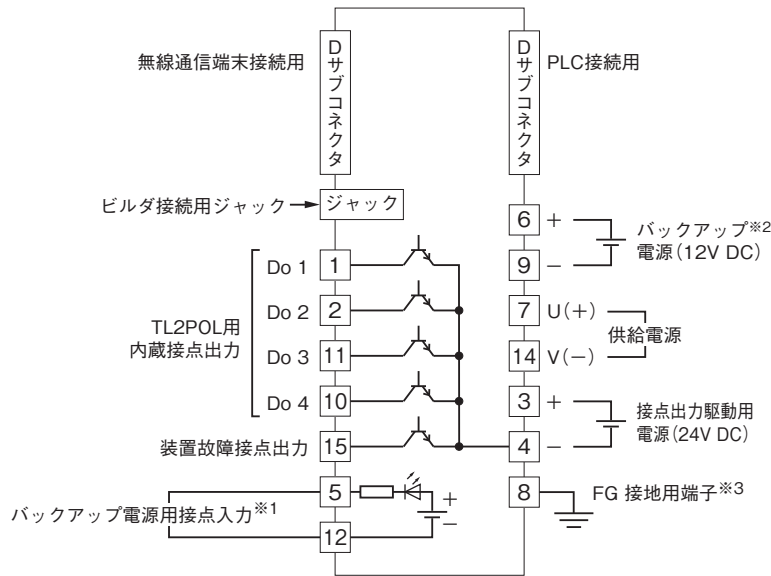 無線通信端末接続用
Dサブコネクタ
Dサブコネクタ
PLC接続用
ビルダ接続用ジャック
ジャック
TL2POL用
内蔵接点出力
Do 1
1
Do 2
2
Do 3
11
Do 4
10
装置故障接点出力
15
バックアップ電源用接点入力※1
5
12
+
−
6
+
9
−
バックアップ※2
電源(12V DC)
7
U(+)
14
V(−)
供給電源
3
+
4
−
接点出力駆動用
電源(24V DC)
8
FG 接地用端子※3